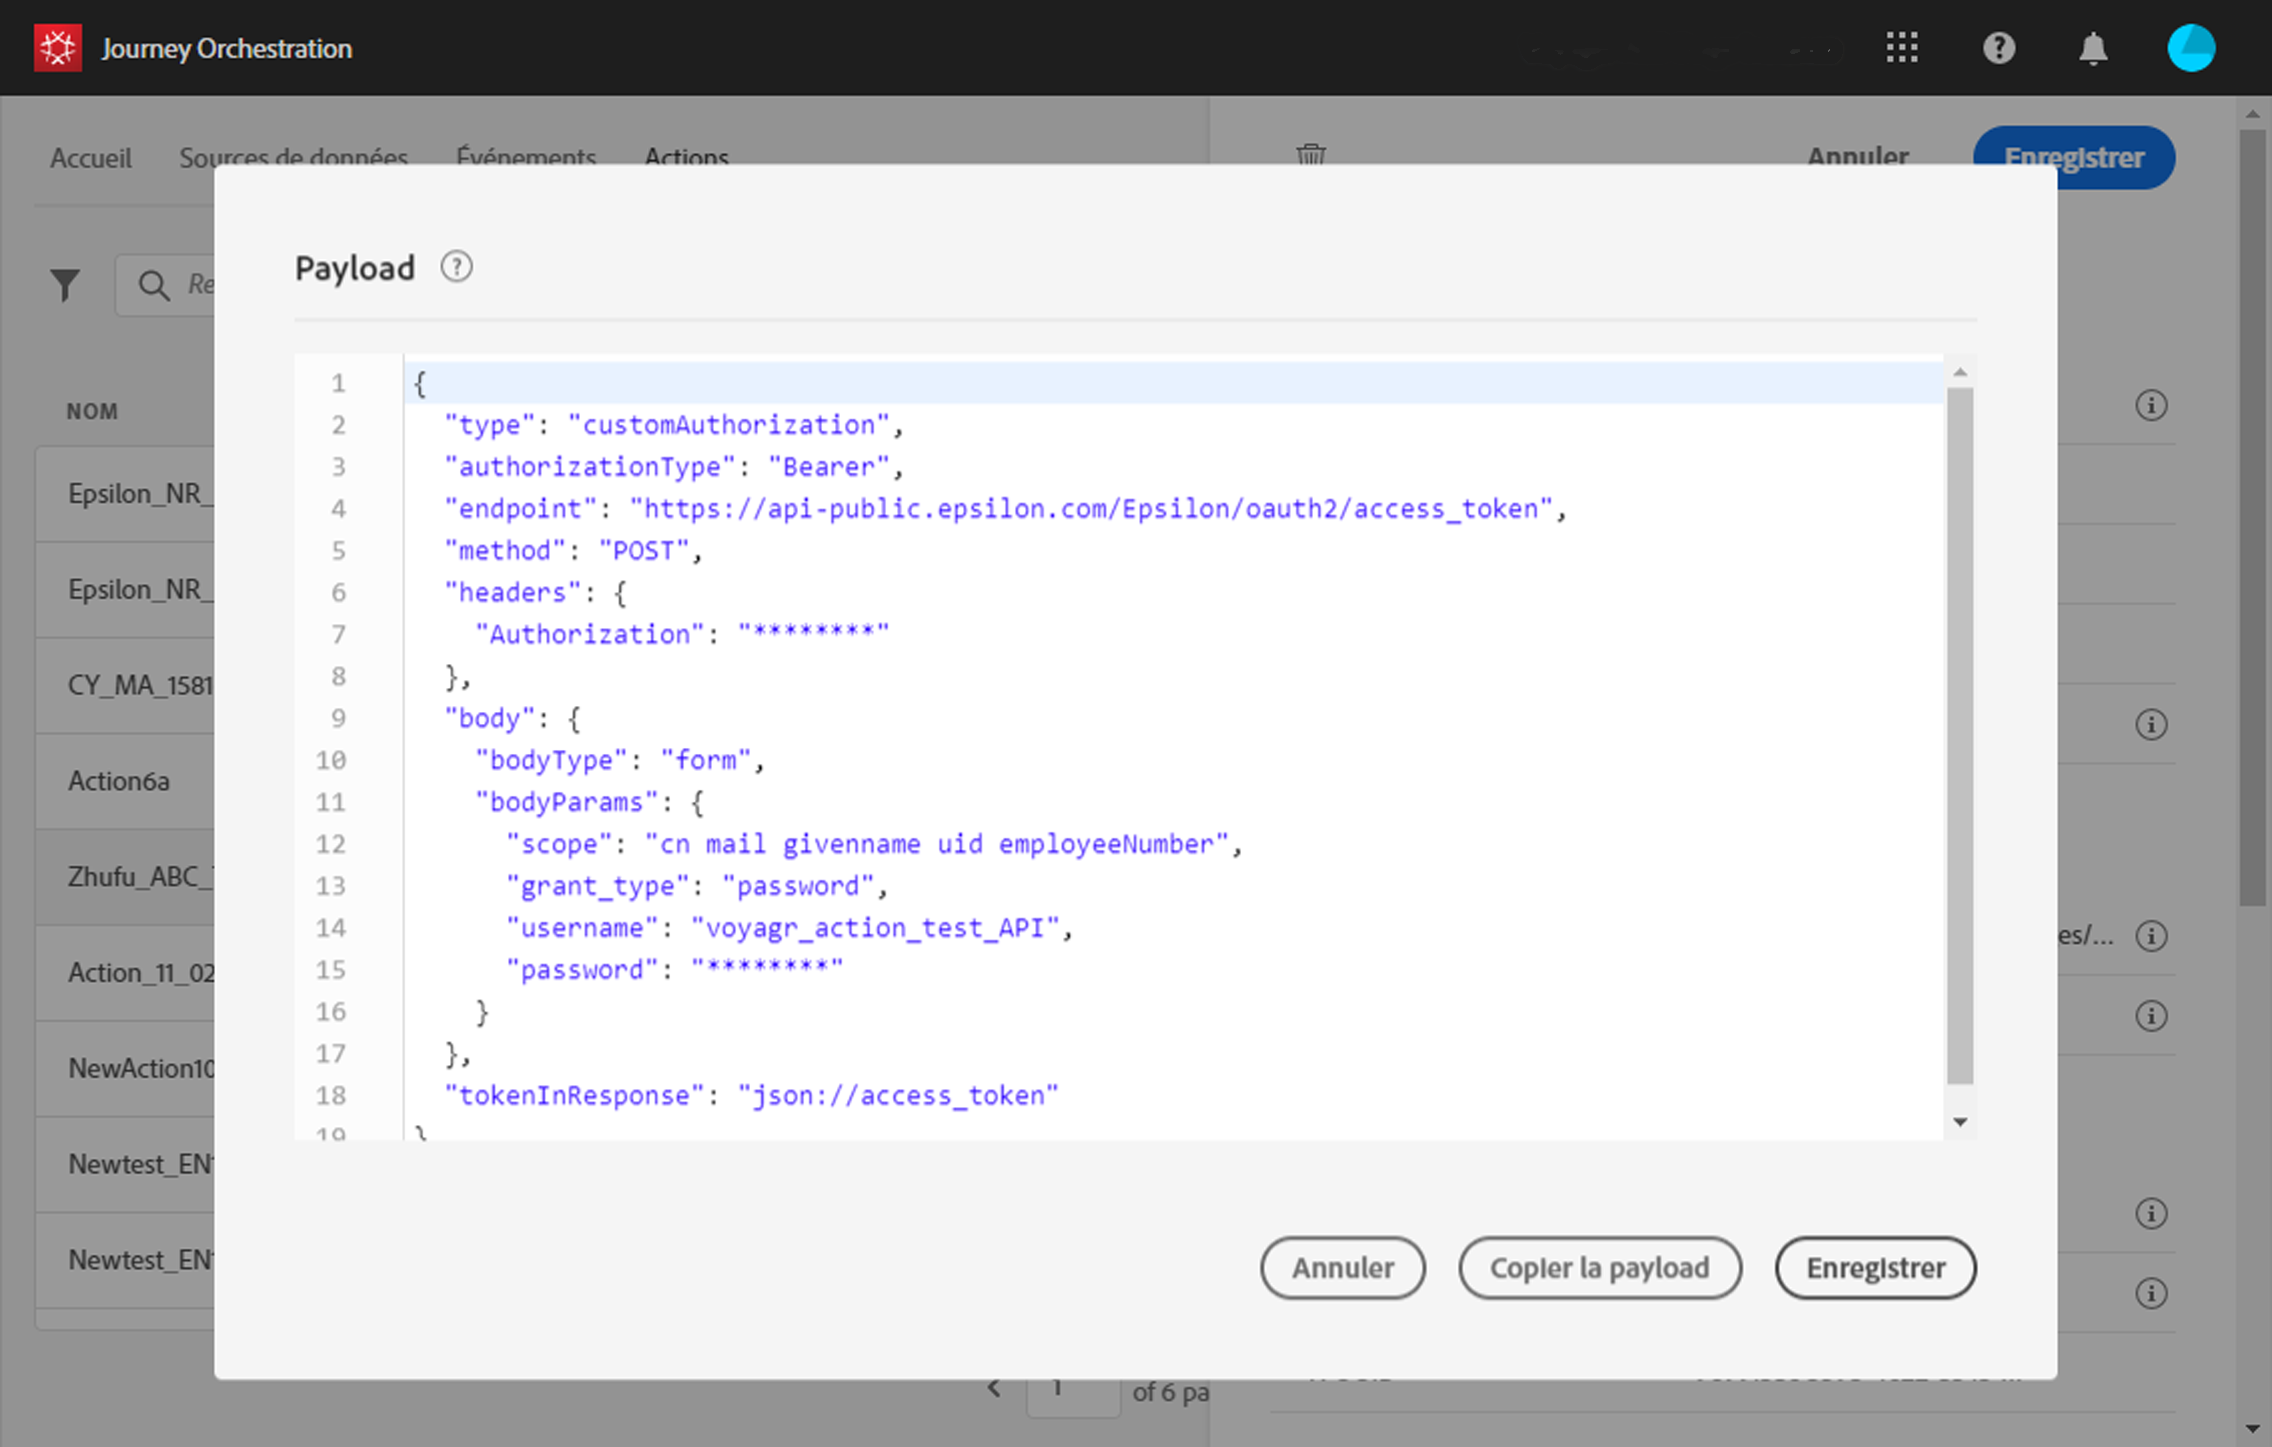 Journey Orchestration
Accueil Sources de données Événements Actions
Annuler Enregistrer
Payload ?
Re
NOM
Epsilon_NR_
Epsilon_NR_
CY_MA_1581
Action6a
Zhufu_ABC_
Action_11_02
NewAction10
Newtest_EN
Newtest_EN
1 {
2 "type": "customAuthorization",
3 "authorizationType": "Bearer",
4 "endpoint": "https://api-public.epsilon.com/Epsilon/oauth2/access_token",
5 "method": "POST",
6 "headers": {
7 "Authorization": "********"
8 },
9 "body": {
10 "bodyType": "form",
11 "bodyParams": {
12 "scope": "cn mail givenname uid employeeNumber",
13 "grant_type": "password",
14 "username": "voyagr_action_test_API",
15 "password": "********"
16 }
17 },
18 "tokenInResponse": "json://access_token"
19 }
es/...
Annuler Copier la payload Enregistrer
1 of 6 pa